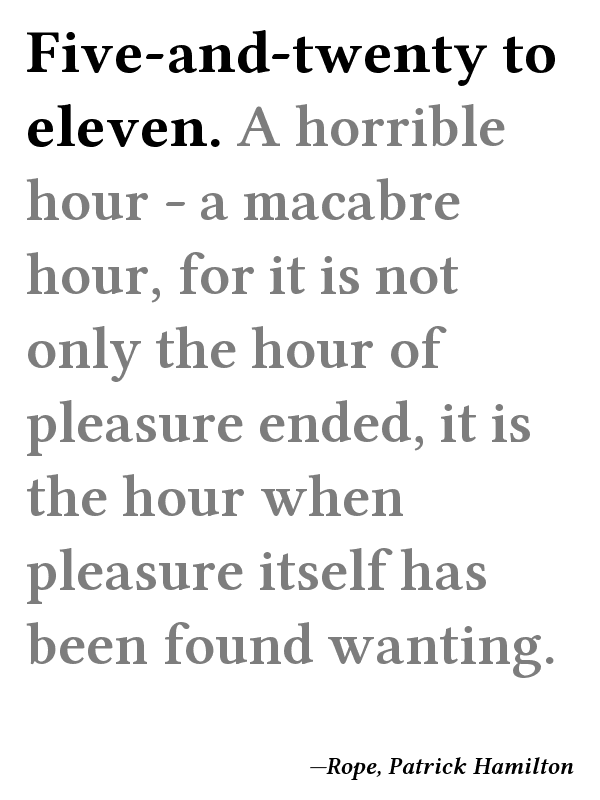 Five-and-twenty to
eleven. A horrible
hour - a macabre
hour, for it is not
only the hour of
pleasure ended, it is
the hour when
pleasure itself has
been found wanting.
—Rope, Patrick Hamilton